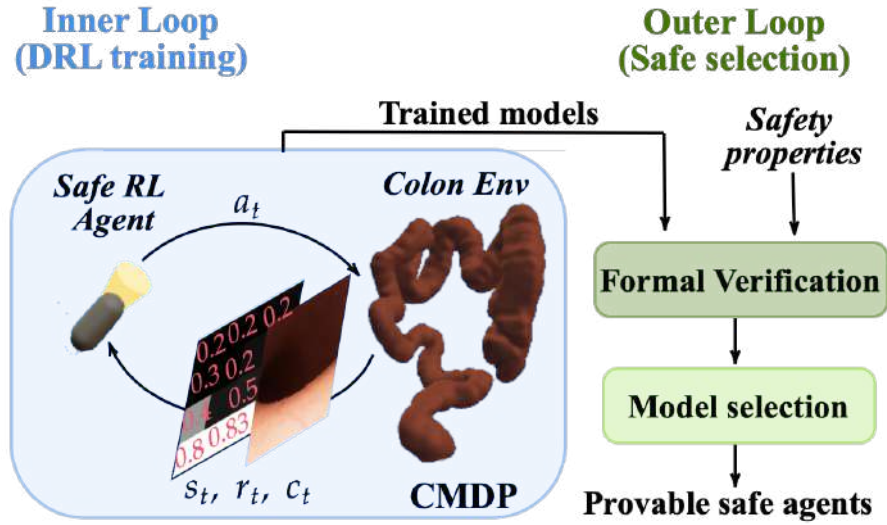 Inner Loop
(DRL training)
Outer Loop
(Safe selection)
Trained models
Safety
properties
Safe RL
Agent
a_t
Colon Env
0.2 0.2 0.2
0.3 0.2
0.4 0.5
0.8 0.83
s_t, r_t, c_t
CMDP
Formal Verification
Model selection
Provable safe agents